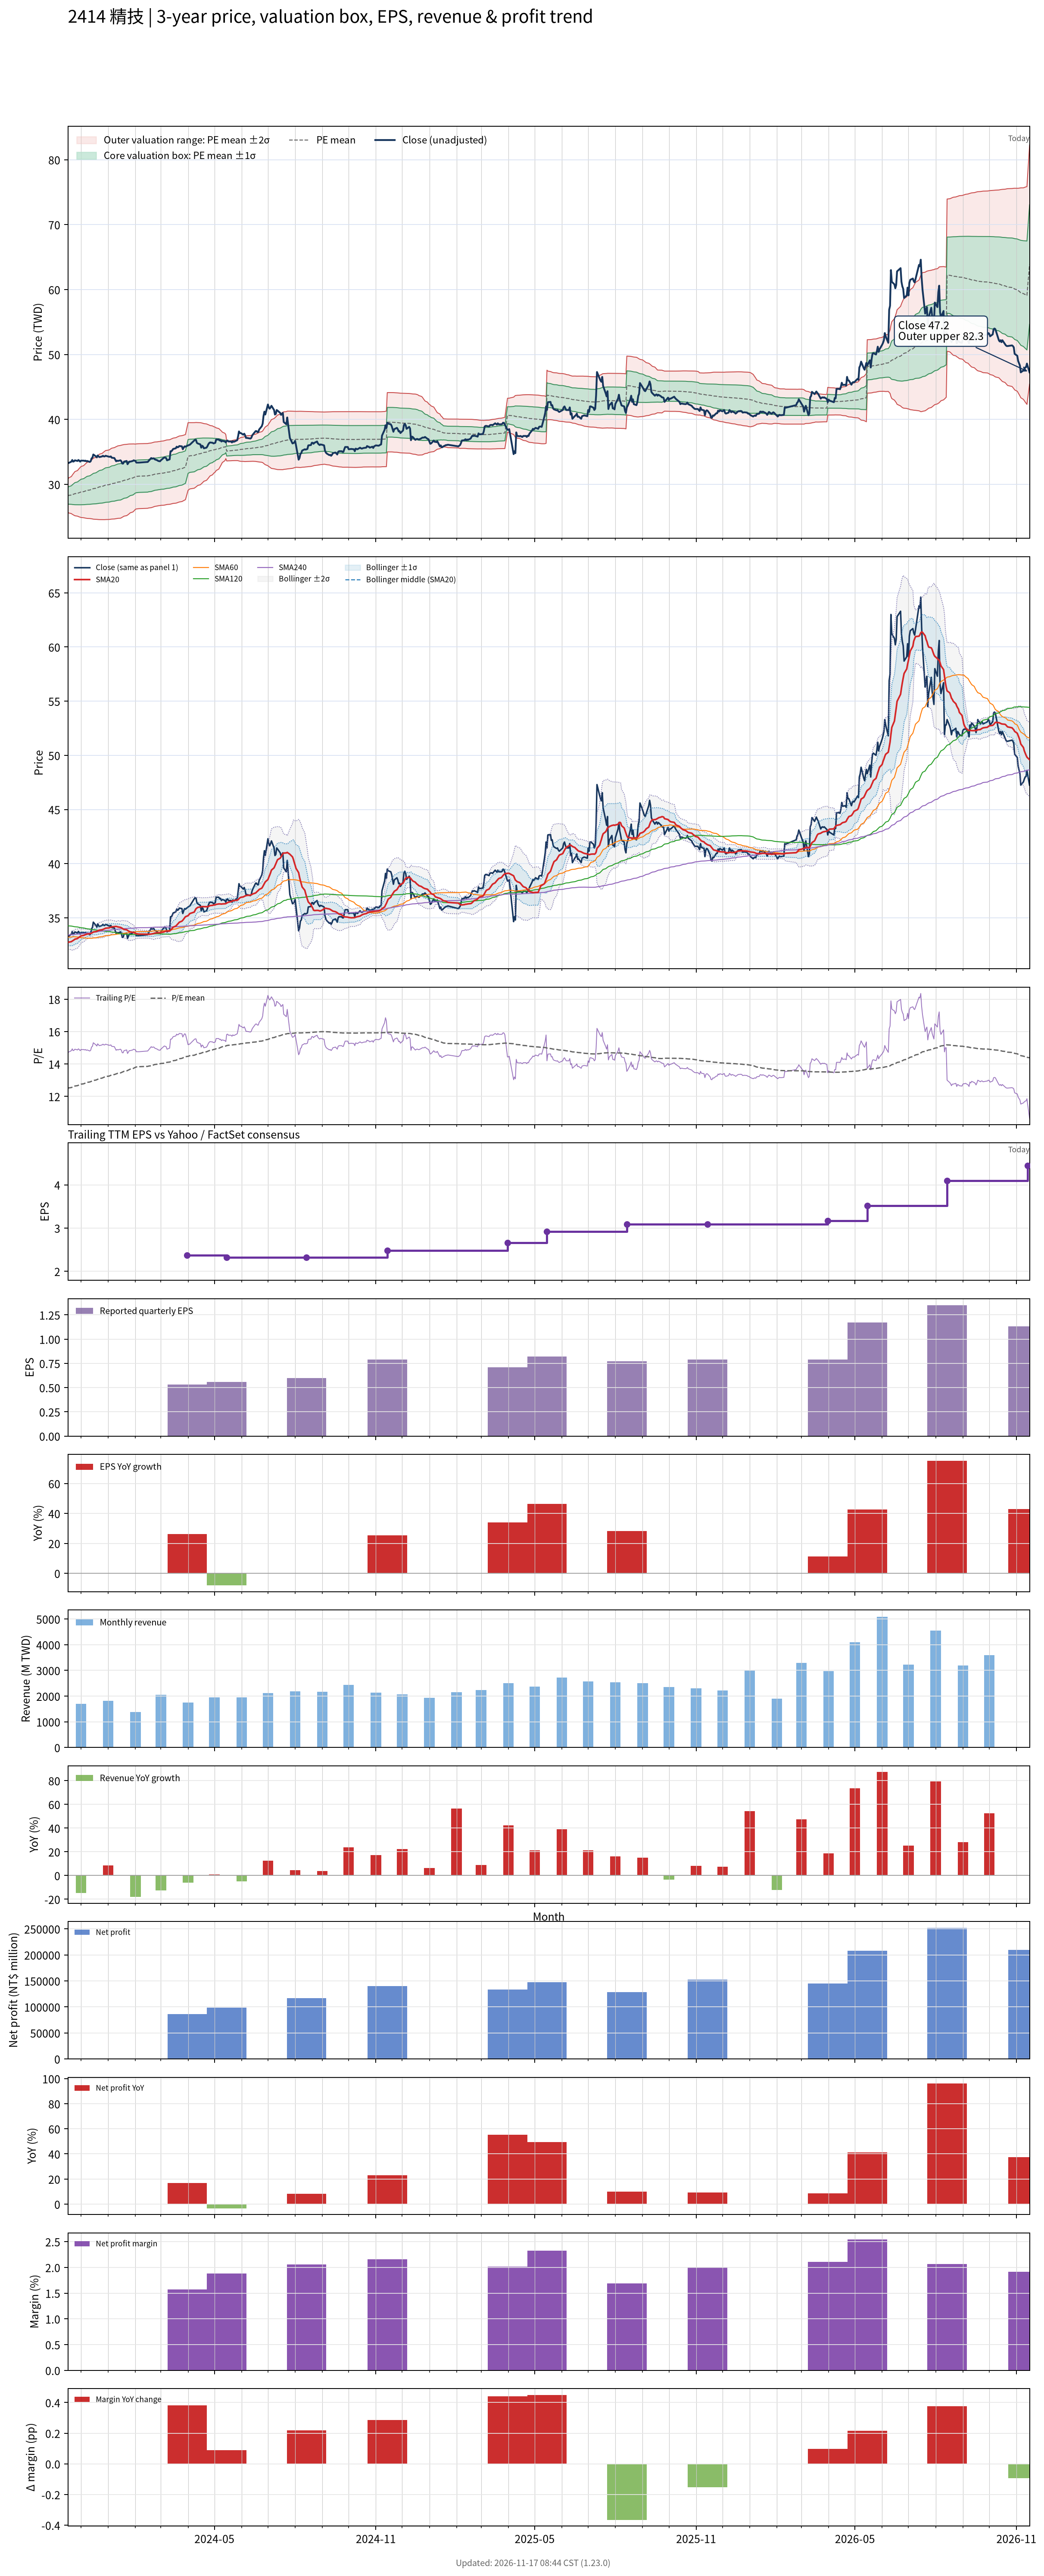 2414 精技 | 3-year price, valuation box, EPS, revenue & profit trend
Outer valuation range: PE mean ±2σ
Core valuation box: PE mean ±1σ
PE mean
Close (unadjusted)
Today
80
70
60
50
40
30
Price (TWD)
Close 47.2
Outer upper 82.3
Close (same as panel 1)
SMA20
SMA60
SMA120
SMA240
Bollinger ±2σ
Bollinger ±1σ
Bollinger middle (SMA20)
65
60
55
50
45
40
35
Price
Trailing P/E
P/E mean
18
16
14
12
P/E
Trailing TTM EPS vs Yahoo / FactSet consensus
Today
4
3
2
EPS
Reported quarterly EPS
1.25
1.00
0.75
0.50
0.25
0.00
EPS
EPS YoY growth
60
40
20
0
YoY (%)
Monthly revenue
5000
4000
3000
2000
1000
0
Revenue (M TWD)
Revenue YoY growth
80
60
40
20
0
-20
YoY (%)
Month
Net profit
250000
200000
150000
100000
50000
0
Net profit (NT$ million)
Net profit YoY
100
80
60
40
20
0
YoY (%)
Net profit margin
2.5
2.0
1.5
1.0
0.5
0.0
Margin (%)
Margin YoY change
0.4
0.2
0.0
-0.2
-0.4
Δ margin (pp)
2024-05
2024-11
2025-05
2025-11
2026-05
2026-11
Updated: 2026-11-17 08:44 CST (1.23.0)